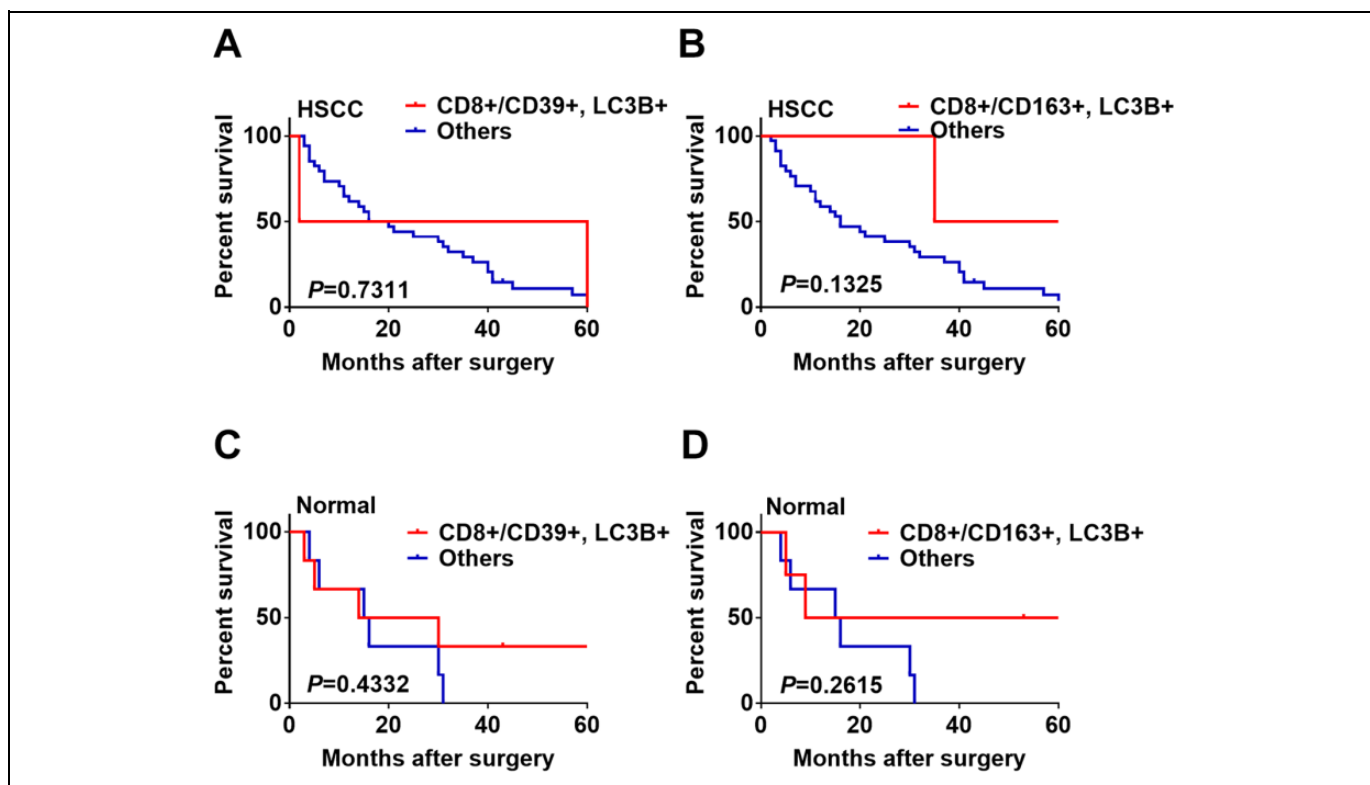 A
HSCC
CD8+/CD39+, LC3B+
Others
Percent survival
100
50
0
P=0.7311
0 20 40 60
Months after surgery
B
HSCC
CD8+/CD163+, LC3B+
Others
Percent survival
100
50
0
P=0.1325
0 20 40 60
Months after surgery
C
Normal
CD8+/CD39+, LC3B+
Others
Percent survival
100
50
0
P=0.4332
0 20 40 60
Months after surgery
D
Normal
CD8+/CD163+, LC3B+
Others
Percent survival
100
50
0
P=0.2615
0 20 40 60
Months after surgery